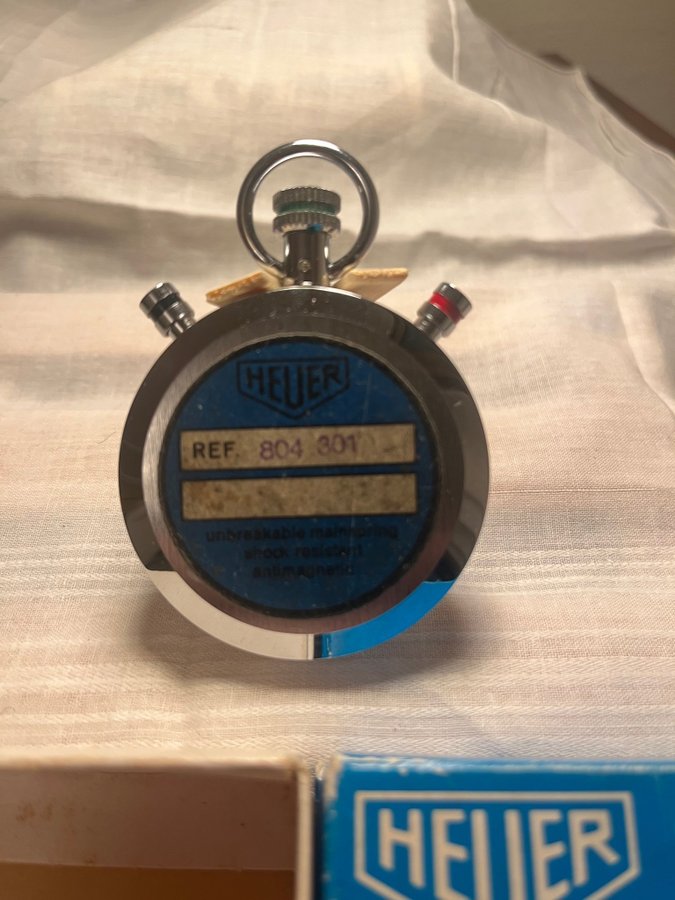 HEUER
REF. 804 301
unbreakable mainspring
shock resistant
antimagnetic
HEUER